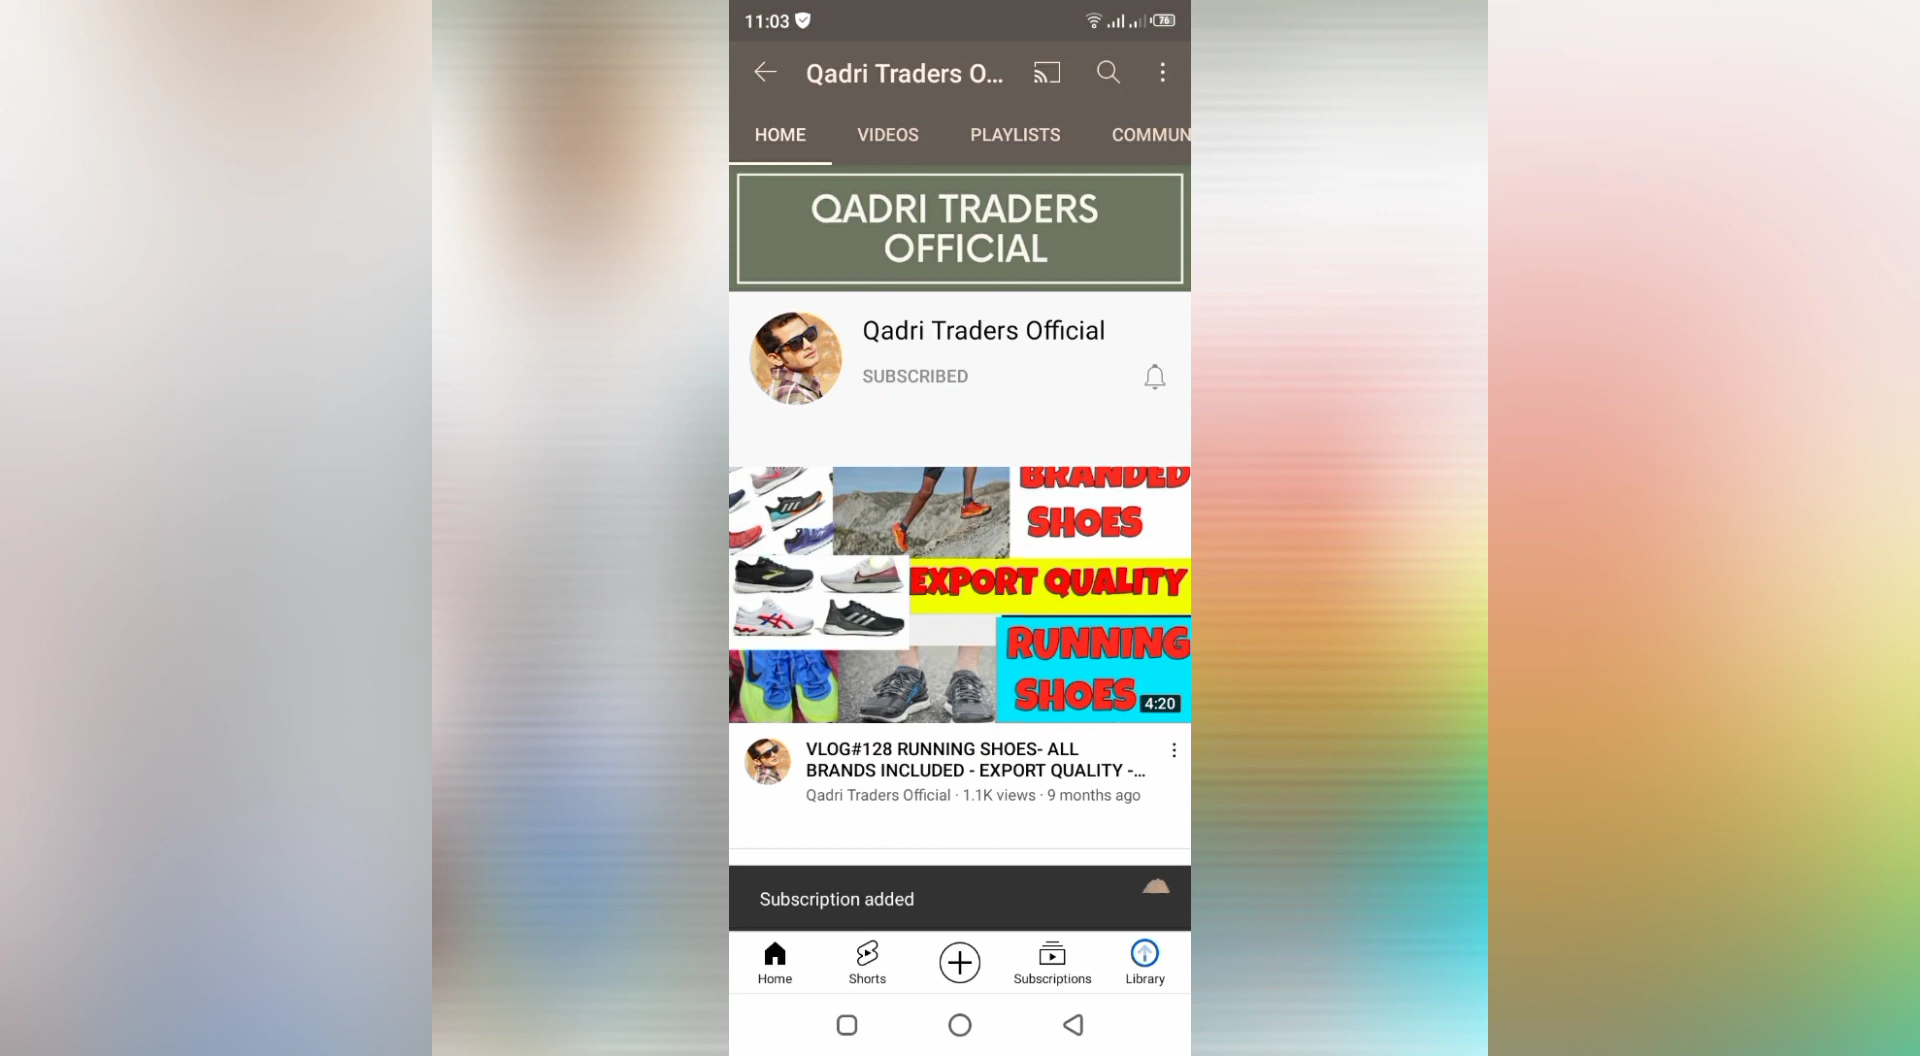 11:03
76
Qadri Traders O...
HOME VIDEOS PLAYLISTS COMMUN
QADRI TRADERS
OFFICIAL
Qadri Traders Official
SUBSCRIBED
BRANDED
SHOES
EXPORT QUALITY
RUNNING
SHOES
4:20
VLOG#128 RUNNING SHOES- ALL
BRANDS INCLUDED - EXPORT QUALITY -...
Qadri Traders Official · 1.1K views · 9 months ago
Subscription added
Home Shorts Subscriptions Library